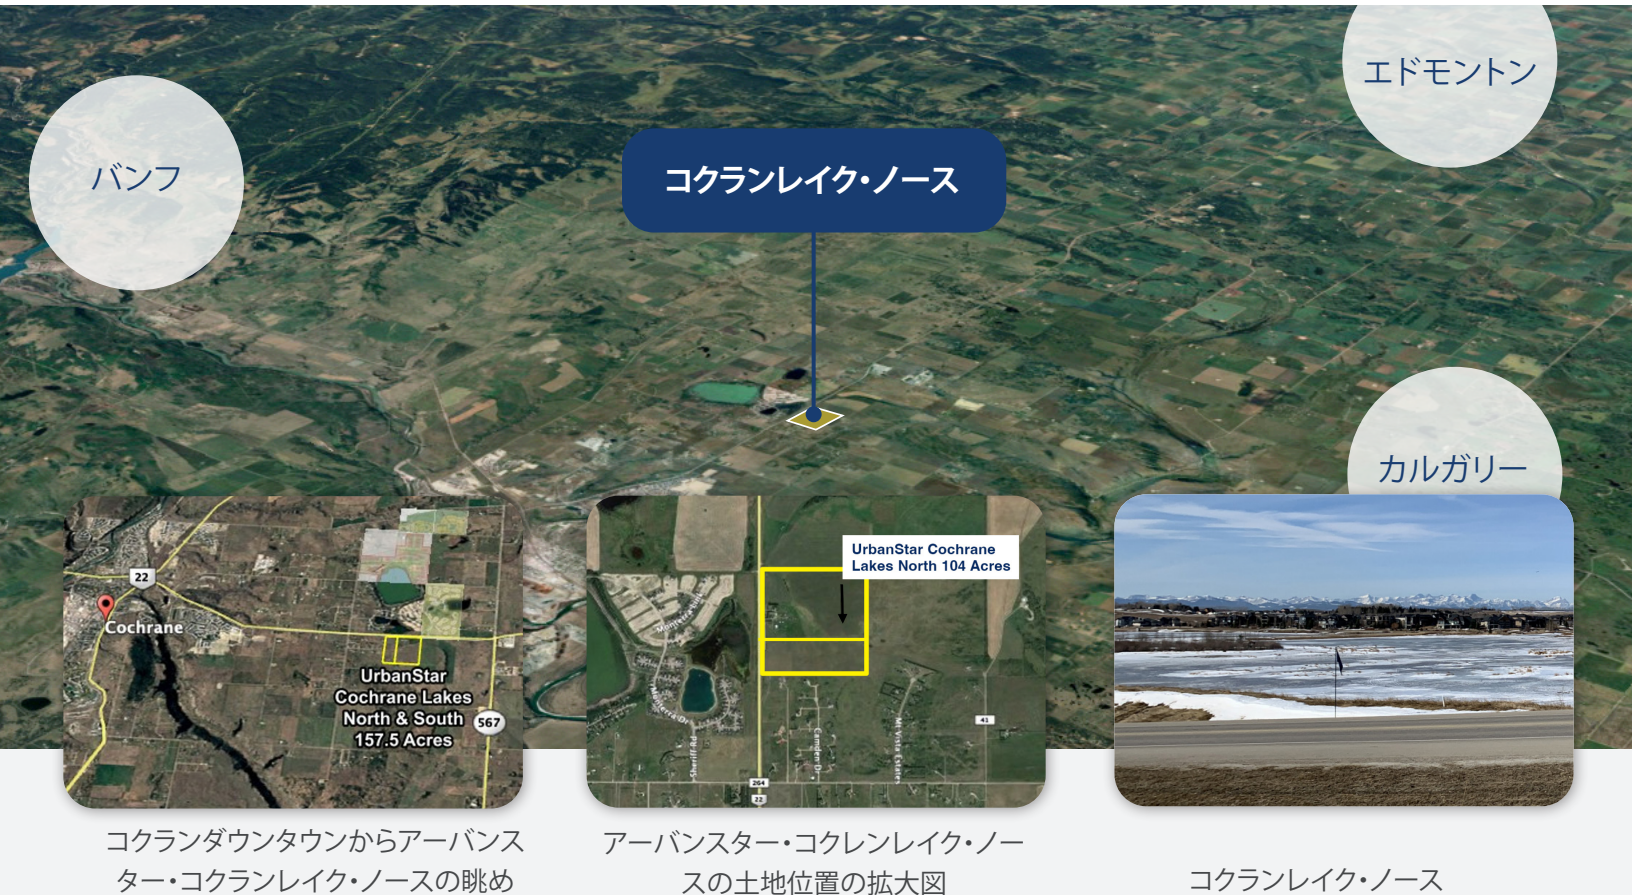 エドモントン
バンフ
コクランレイク・ノース
カルガリー
22
Cochrane
UrbanStar
Cochrane Lakes
North & South
157.5 Acres
567
UrbanStar Cochrane
Lakes North 104 Acres
Monterra Dr
Sheriff Rd
Camden Dr
Mt Vista Estates
41
264
22
コクランダウンタウンからアーバンス
ター・コクランレイク・ノースの眺め
アーバンスター・コクレンレイク・ノー
スの土地位置の拡大図
コクランレイク・ノース